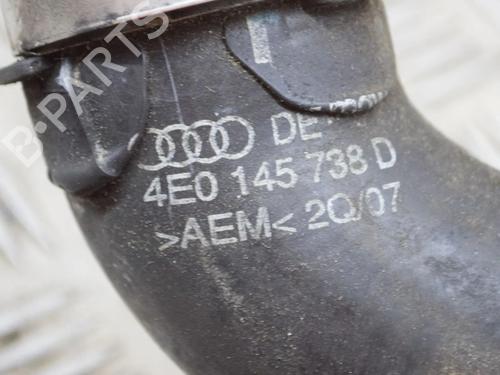 B-PARTS
DE
4E0 145 738 D
>AEM< 2Q/07